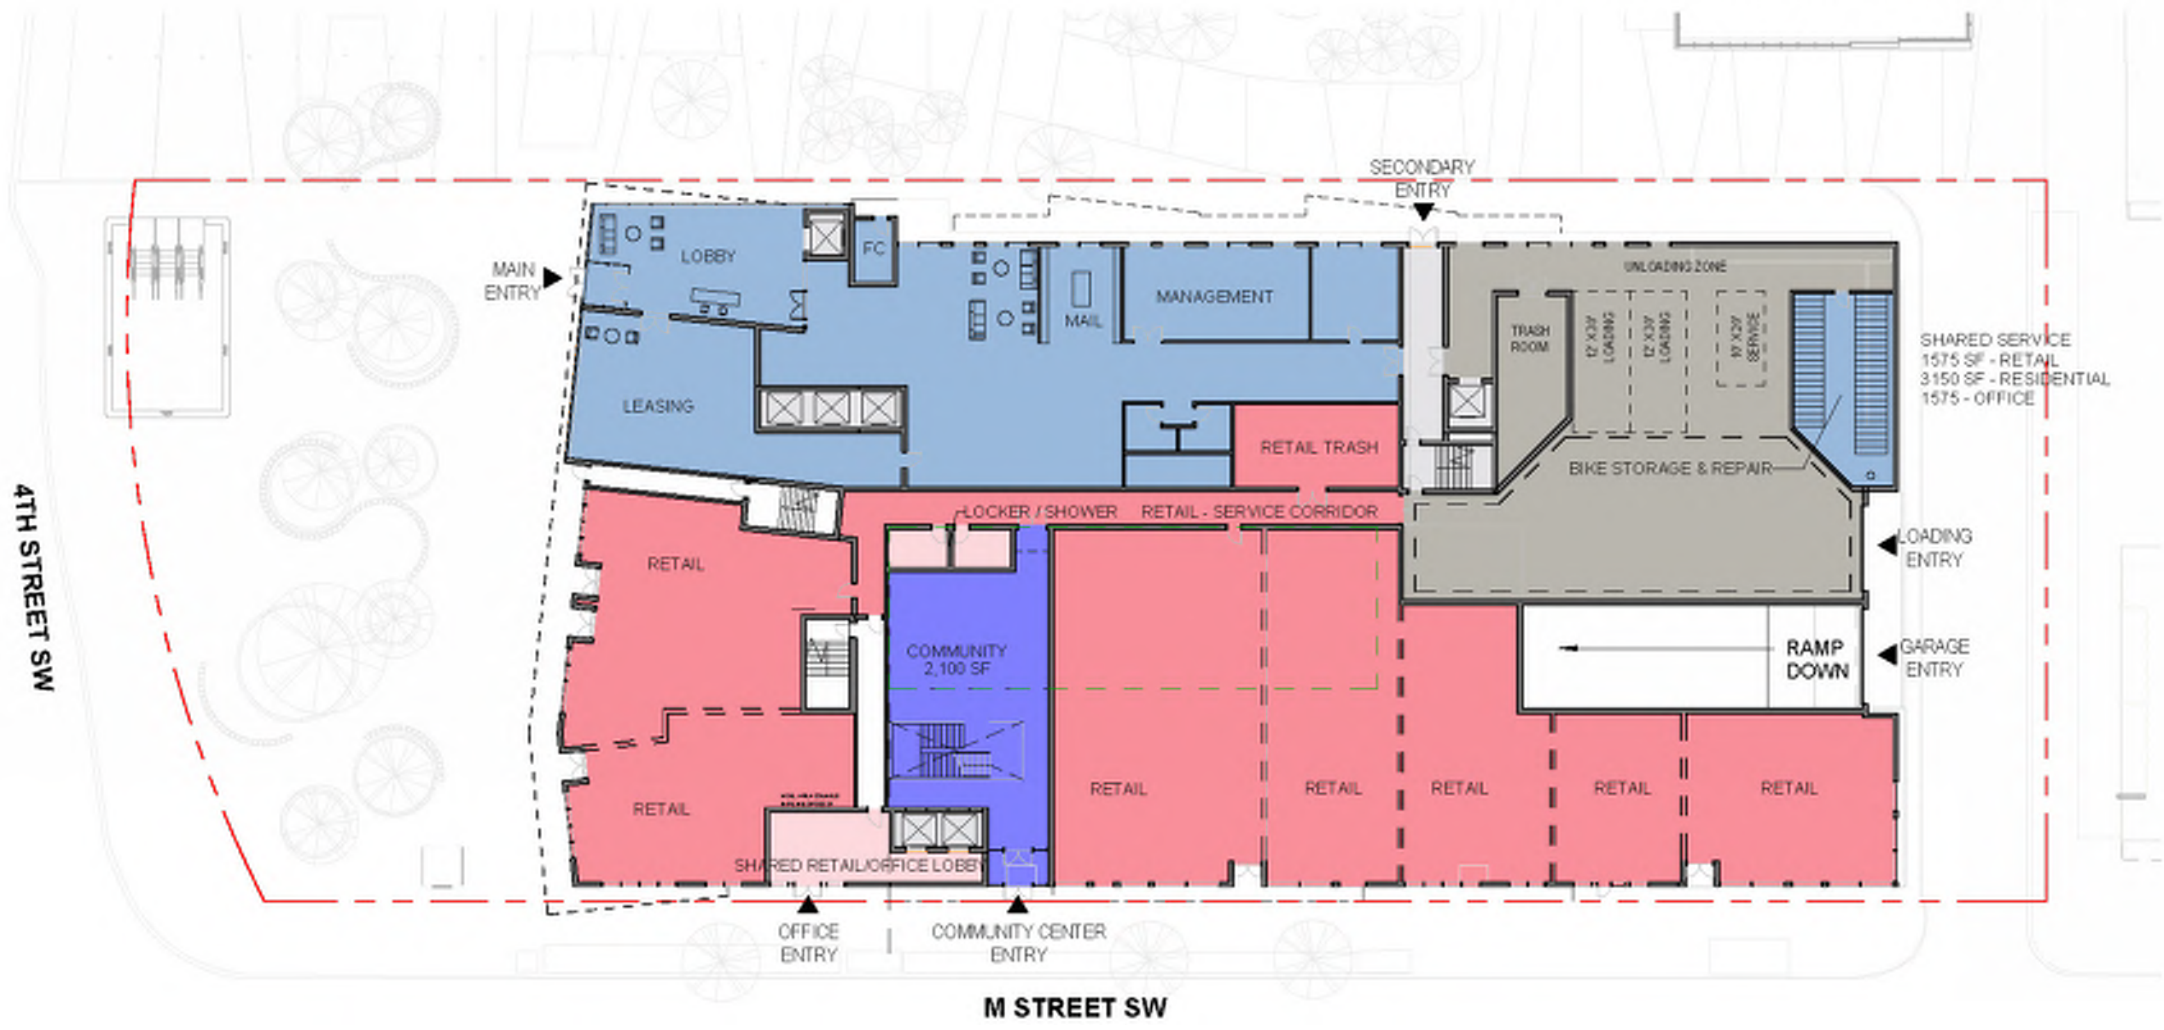 SECONDARY
ENTRY
MAIN
ENTRY
LOBBY
FC
MAIL
MANAGEMENT
UNLOADING ZONE
TRASH
ROOM
12' X30'
LOADING
12' X30'
LOADING
10' X20'
SERVICE
SHARED SERVICE
1575 SF - RETAIL
3150 SF - RESIDENTIAL
1575 - OFFICE
LEASING
RETAIL TRASH
BIKE STORAGE & REPAIR
LOCKER / SHOWER
RETAIL - SERVICE CORRIDOR
LOADING
ENTRY
4TH STREET SW
RETAIL
COMMUNITY
2,100 SF
RAMP
DOWN
GARAGE
ENTRY
RETAIL
RETAIL
RETAIL
RETAIL
RETAIL
RETAIL
SHARED RETAIL/OFFICE LOBBY
OFFICE
ENTRY
COMMUNITY CENTER
ENTRY
M STREET SW